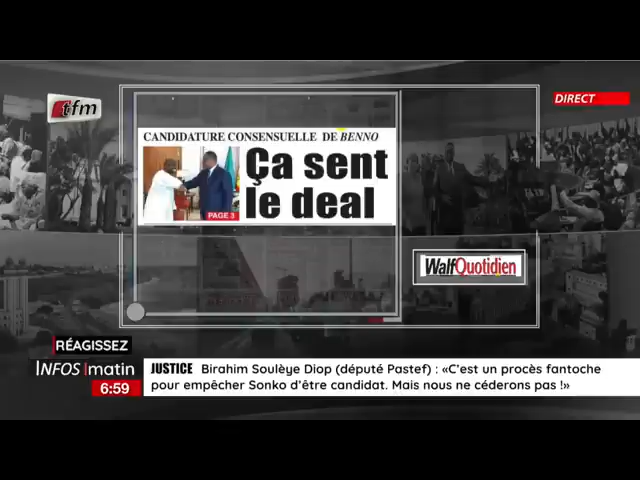 tfm
DIRECT
CANDIDATURE CONSENSUELLE DE BENNO
Ça sent
le deal
PAGE 3
WalfQuotidien
RÉAGISSEZ
INFOS matin
6:59
JUSTICE Birahim Soulèye Diop (député Pastef) : «C'est un procès fantoche
pour empêcher Sonko d'être candidat. Mais nous ne céderons pas !»